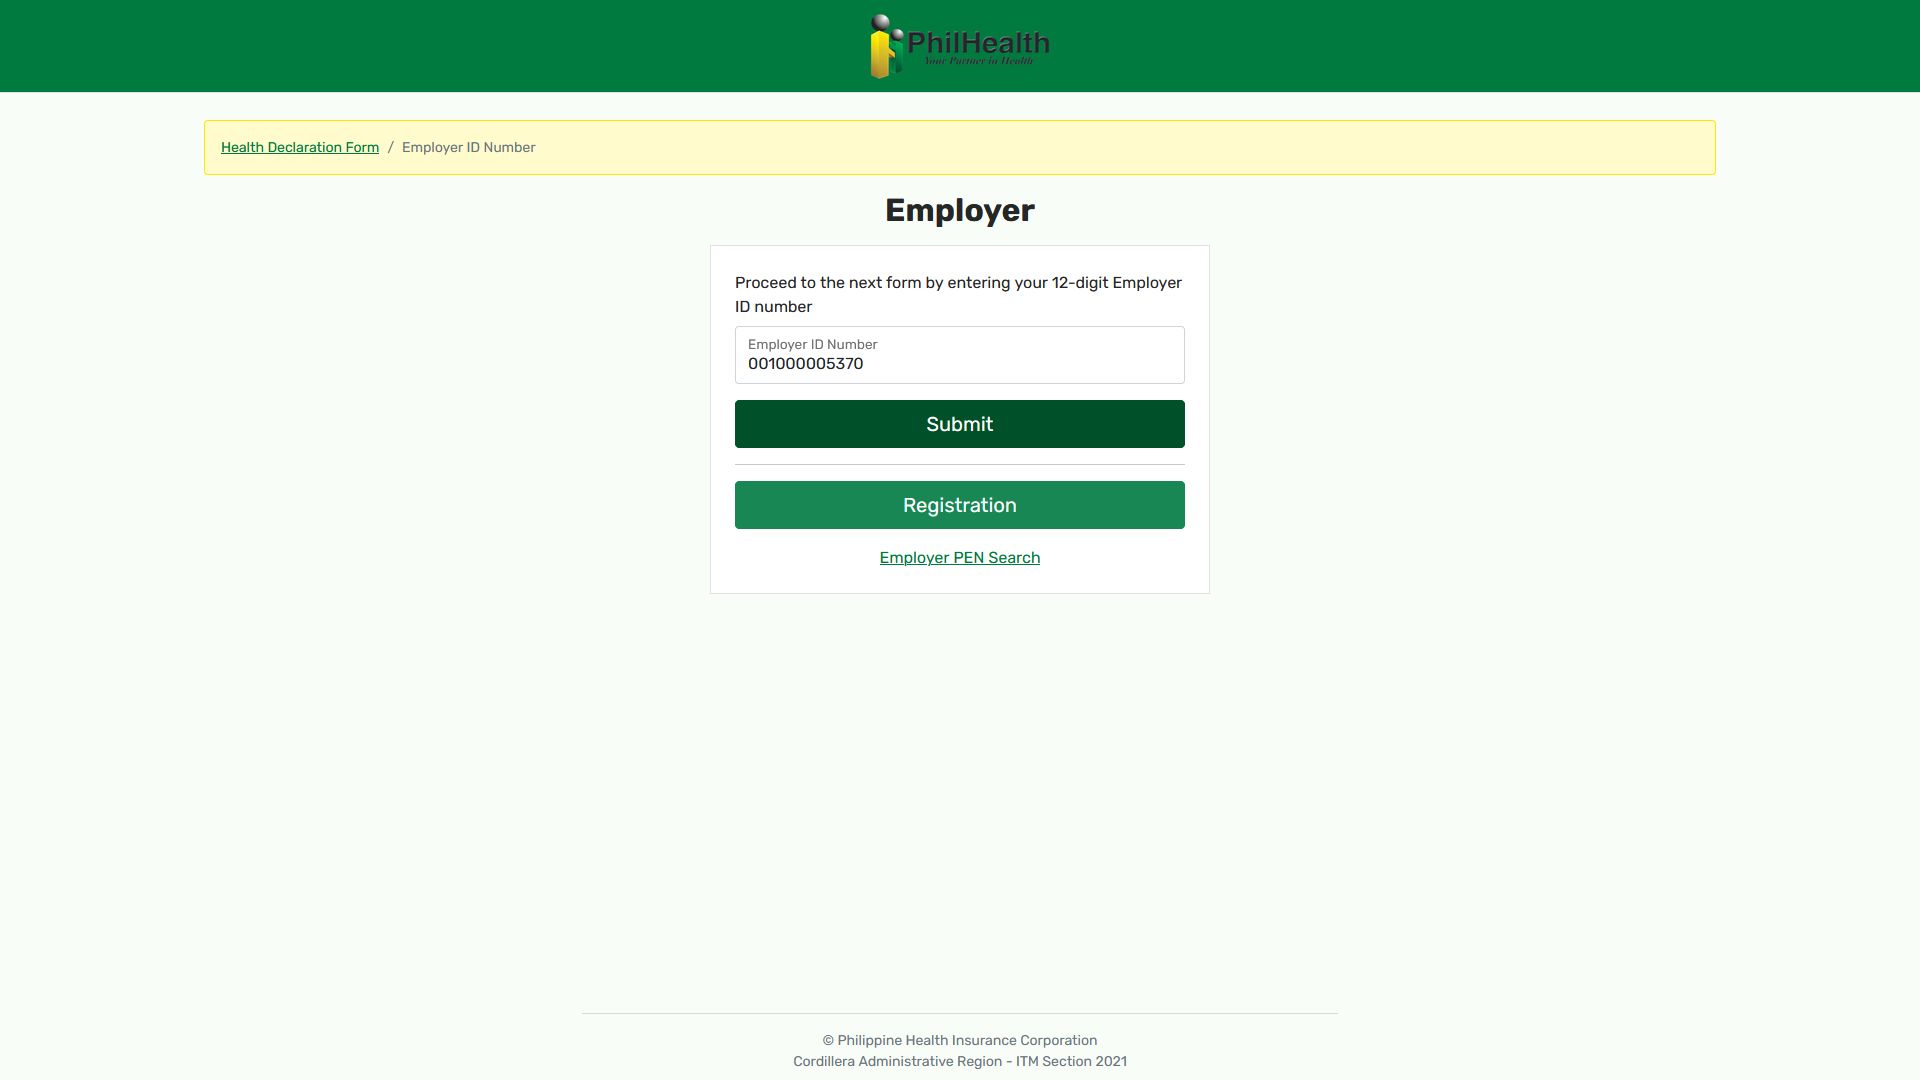 PhilHealth
Your Partner in Health
Health Declaration Form / Employer ID Number
Employer
Proceed to the next form by entering your 12-digit Employer
ID number
Employer ID Number
001000005370
Submit
Registration
Employer PEN Search
© Philippine Health Insurance Corporation
Cordillera Administrative Region - ITM Section 2021